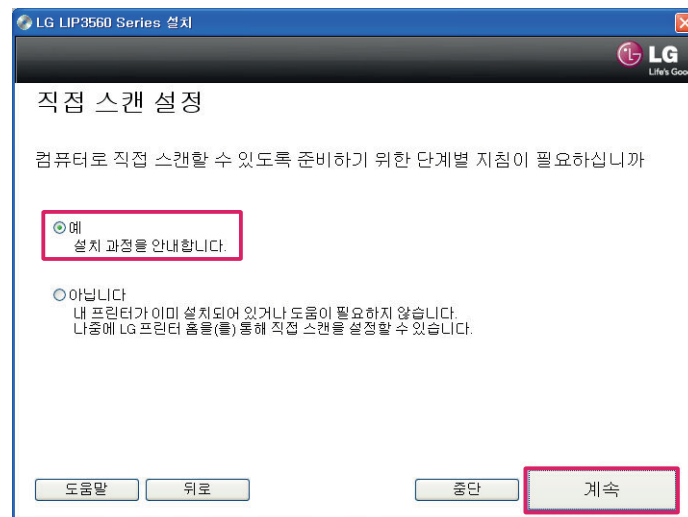 LG LIP3560 Series 설치
LG
Life's Good
직접 스캔 설정
컴퓨터로 직접 스캔할 수 있도록 준비하기 위한 단계별 지침이 필요하십니까
예
설치 과정을 안내합니다.
아닙니다
내 프린터가 이미 설치되어 있거나 도움이 필요하지 않습니다.
나중에 LG 프린터 홈을(를) 통해 직접 스캔을 설정할 수 있습니다.
도움말 뒤로 중단 계속